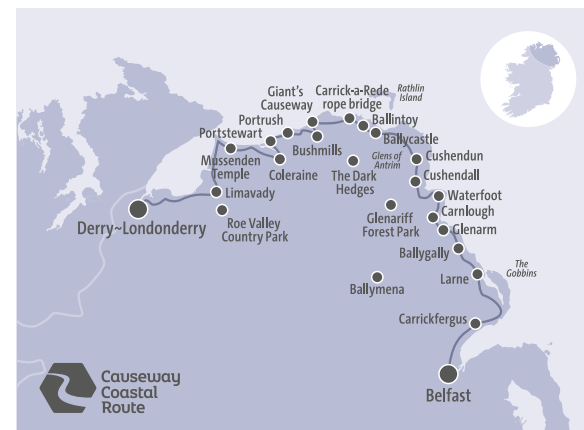 Giant's
Causeway
Carrick-a-Rede
rope bridge
Rathlin
Island
Portrush
Ballintoy
Portstewart
Ballycastle
Bushmills
Mussenden
Temple
Coleraine
The Dark
Hedges
Glens of
Antrim
Cushendun
Cushendall
Limavady
Waterfoot
Derry~Londonderry
Roe Valley
Country Park
Glenariff
Forest Park
Carnlough
Glenarm
Ballygally
The
Gobbins
Ballymena
Larne
Carrickfergus
Causeway
Coastal
Route
Belfast